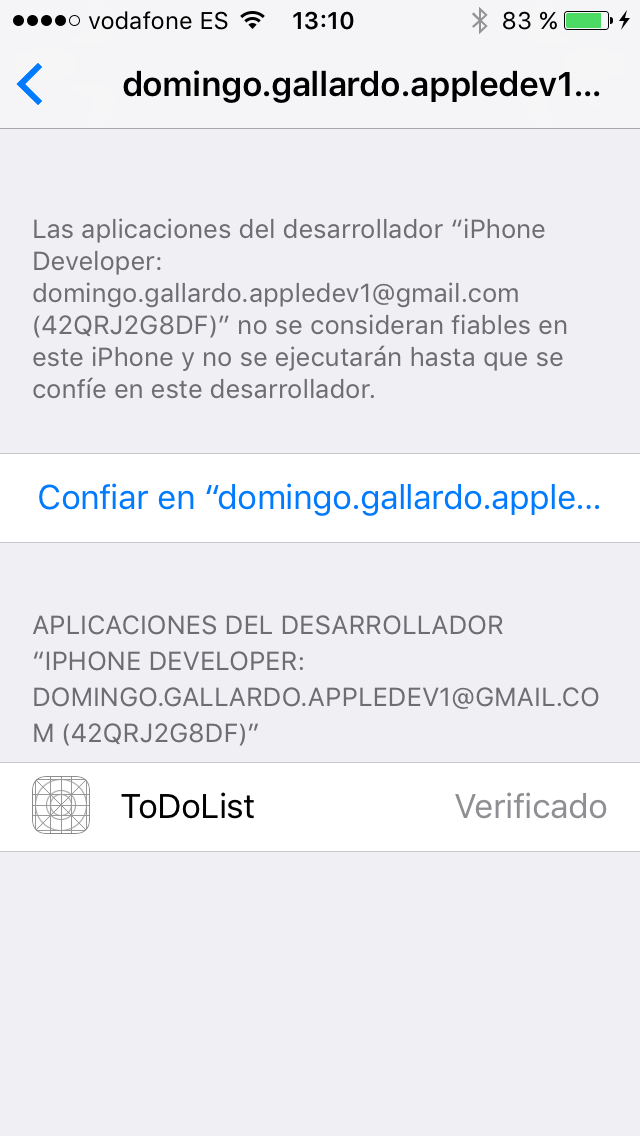 vodafone ES 13:10 83 %
domingo.gallardo.appledev1...
Las aplicaciones del desarrollador “iPhone
Developer:
domingo.gallardo.appledev1@gmail.com
(42QRJ2G8DF)” no se consideran fiables en
este iPhone y no se ejecutarán hasta que se
confíe en este desarrollador.
Confiar en “domingo.gallardo.apple...
APLICACIONES DEL DESARROLLADOR
“IPHONE DEVELOPER:
DOMINGO.GALLARDO.APPLEDEV1@GMAIL.CO
M (42QRJ2G8DF)”
ToDoList Verificado